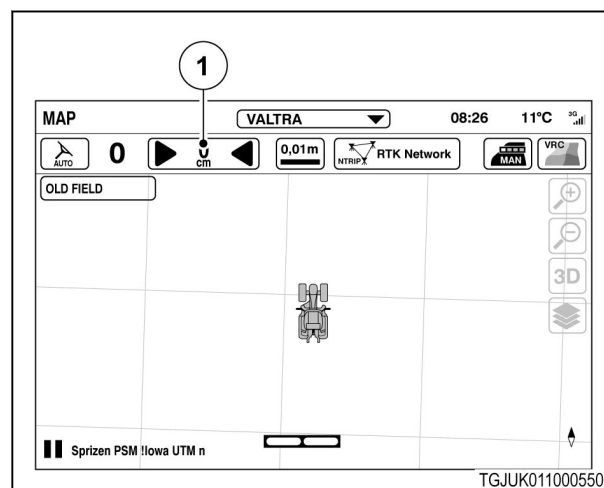 1
MAP VALTRA 08:26 11°C 3G
AUTO 0 cm 0,01m NTRIP RTK Network MAN VRC
OLD FIELD
3D
Sprizen PSM !lowa UTM n
TGJUK011000550